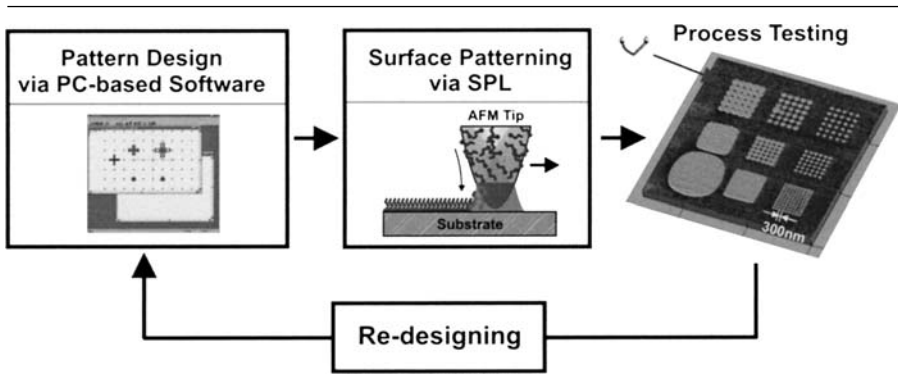 Pattern Design
via PC-based Software
Surface Patterning
via SPL
AFM Tip
Substrate
Process Testing
300nm
Re-designing